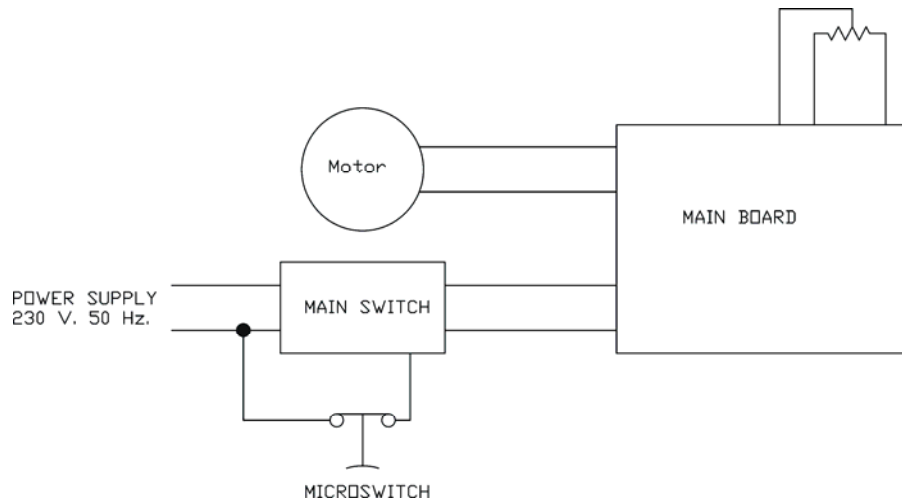 Motor
MAIN BOARD
POWER SUPPLY
230 V. 50 Hz.
MAIN SWITCH
MICROSWITCH